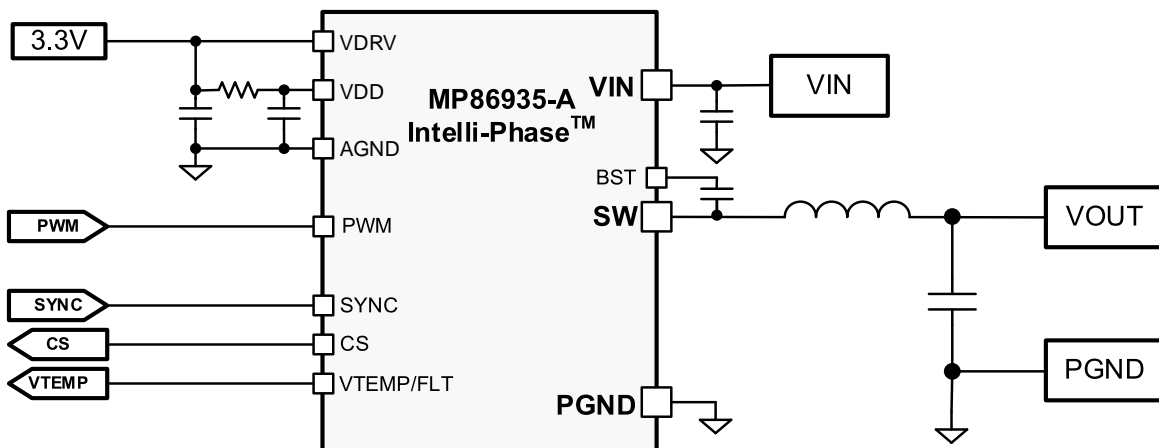 3.3V
VDRV
VDD
AGND
PWM
PWM
SYNC
SYNC
CS
CS
VTEMP
VTEMP/FLT
MP86935-A
Intelli-Phase™
VIN
VIN
BST
SW
VOUT
PGND
PGND